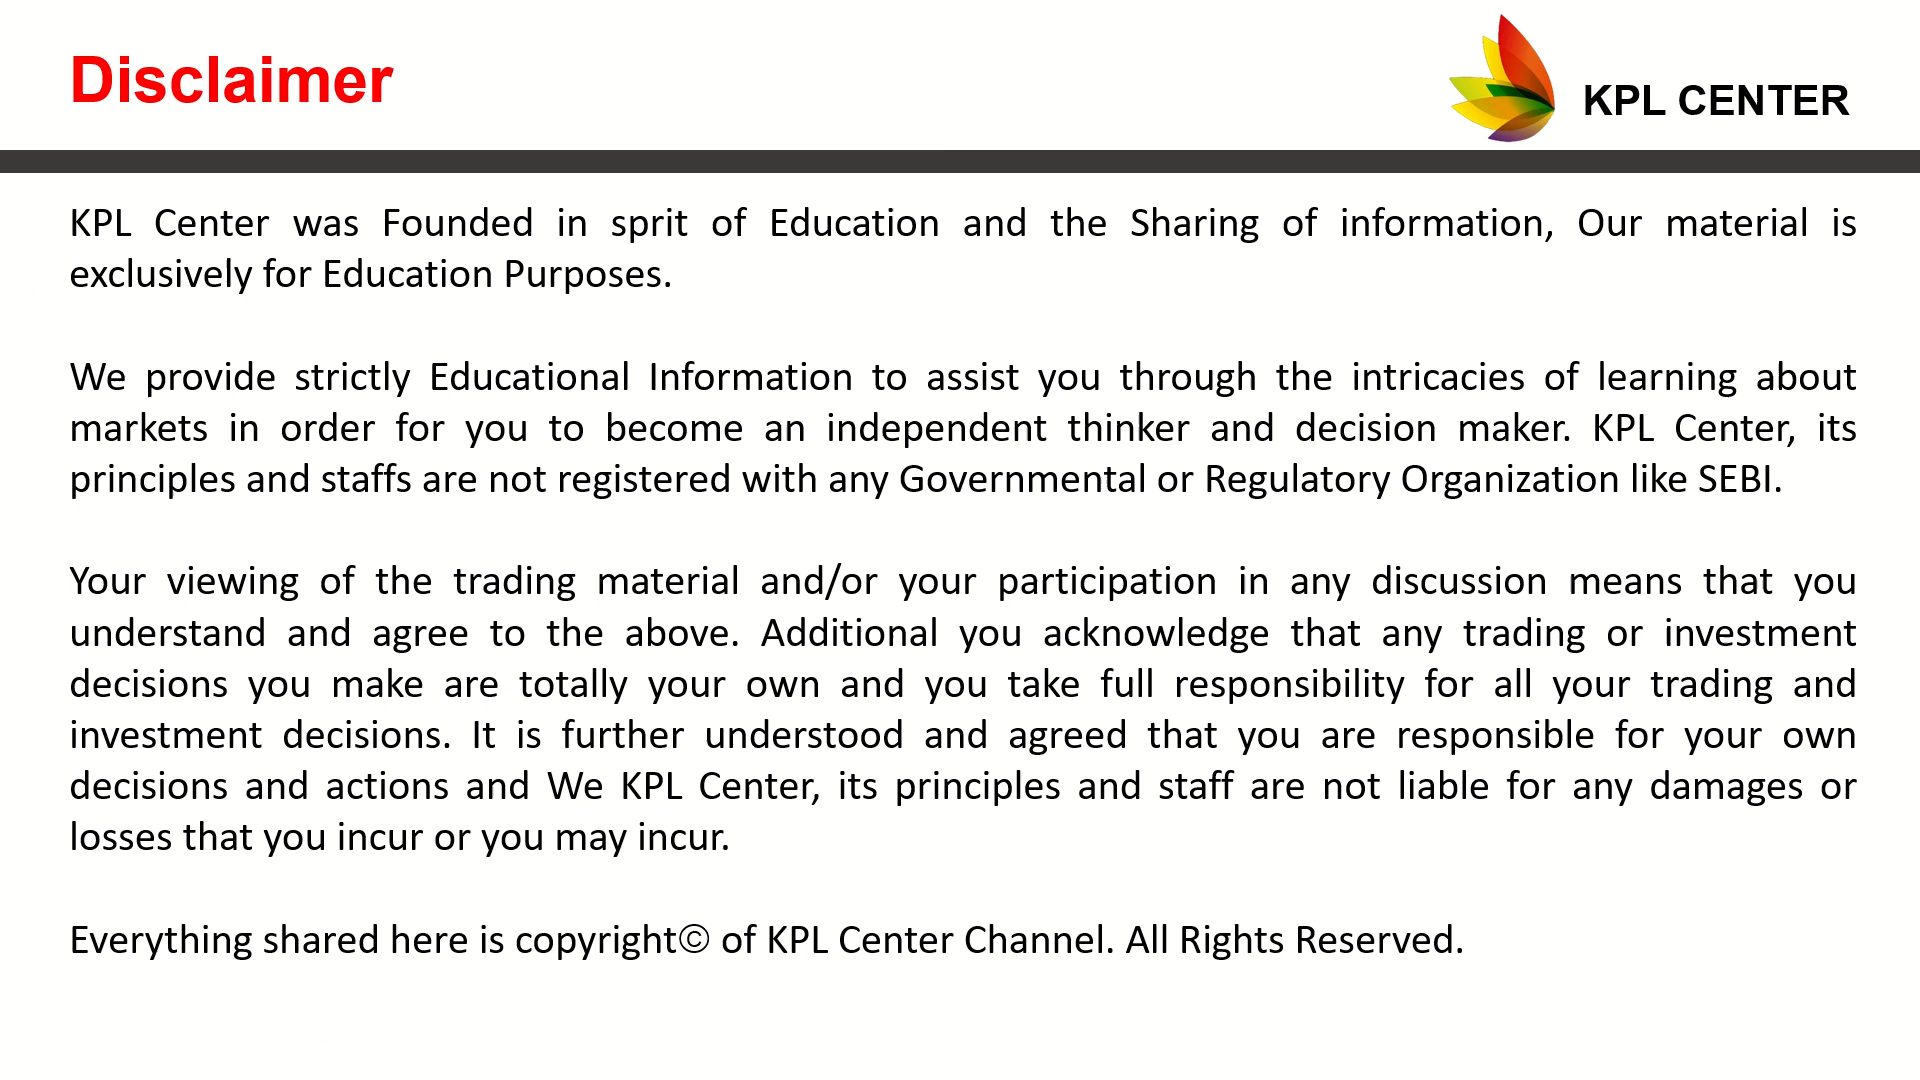 Disclaimer
KPL CENTER
KPL Center was Founded in sprit of Education and the Sharing of information, Our material is
exclusively for Education Purposes.
We provide strictly Educational Information to assist you through the intricacies of learning about
markets in order for you to become an independent thinker and decision maker. KPL Center, its
principles and staffs are not registered with any Governmental or Regulatory Organization like SEBI.
Your viewing of the trading material and/or your participation in any discussion means that you
understand and agree to the above. Additional you acknowledge that any trading or investment
decisions you make are totally your own and you take full responsibility for all your trading and
investment decisions. It is further understood and agreed that you are responsible for your own
decisions and actions and We KPL Center, its principles and staff are not liable for any damages or
losses that you incur or you may incur.
Everything shared here is copyright© of KPL Center Channel. All Rights Reserved.